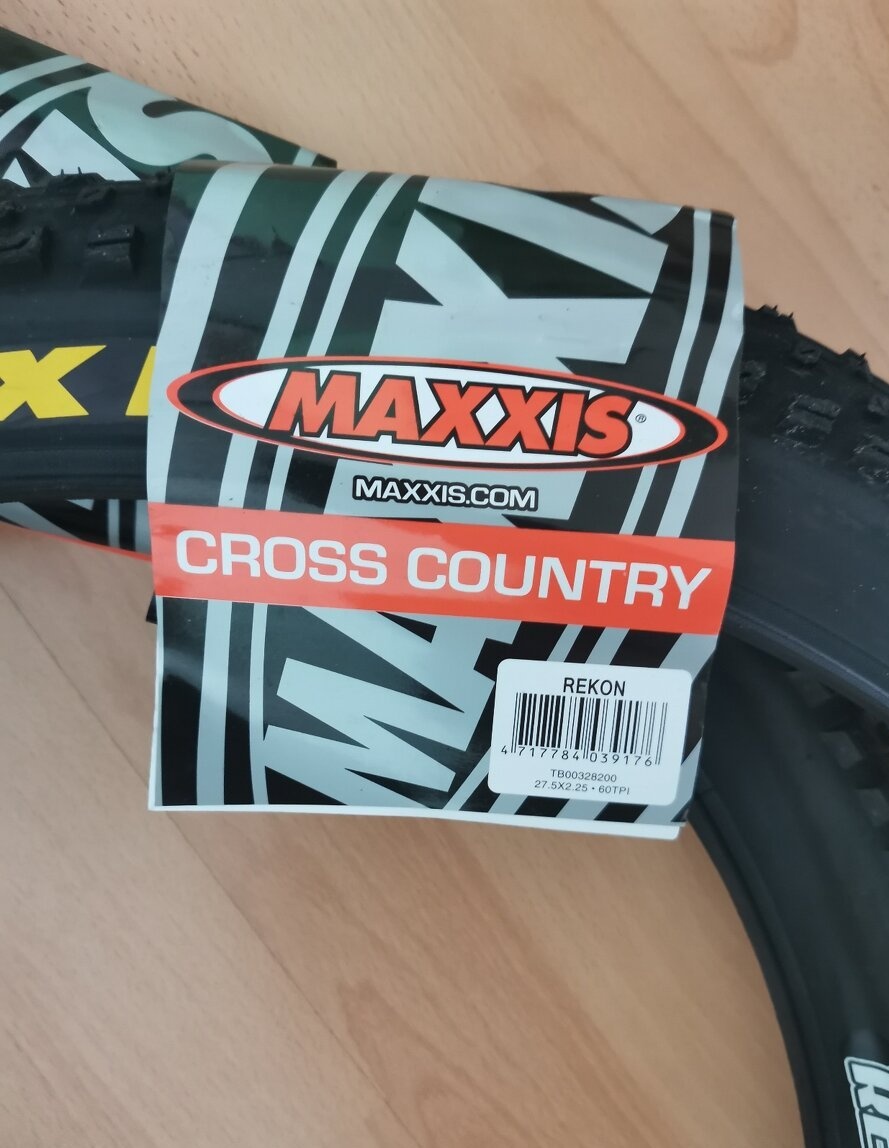 MAXXIS®
MAXXIS.COM
CROSS COUNTRY
REKON
4 717784 039176
TB00328200
27.5X2.25 • 60TPI